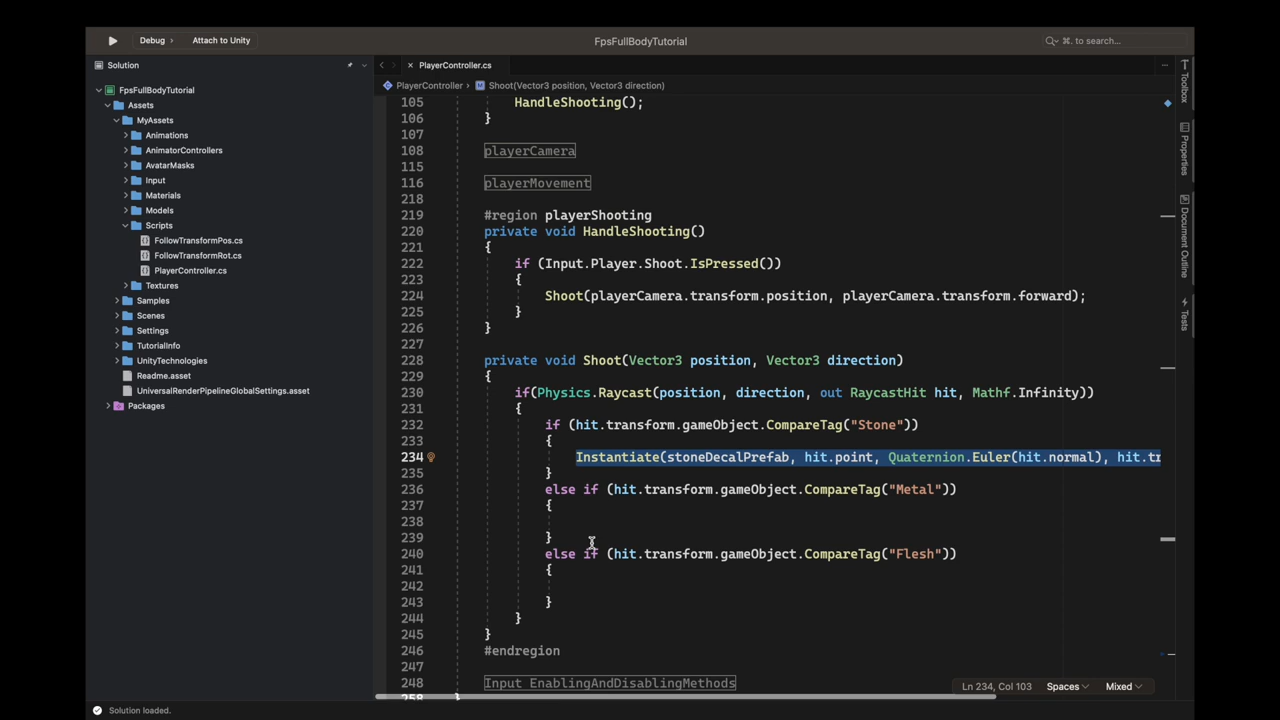 Debug
Attach to Unity
FpsFullBodyTutorial
⌘. to search...
Solution
FpsFullBodyTutorial
Assets
MyAssets
Animations
AnimatorControllers
AvatarMasks
Input
Materials
Models
Scripts
FollowTransformPos.cs
FollowTransformRot.cs
PlayerController.cs
Textures
Samples
Scenes
Settings
TutorialInfo
UnityTechnologies
Readme.asset
UniversalRenderPipelineGlobalSettings.asset
Packages
PlayerController.cs
PlayerController › Shoot(Vector3 position, Vector3 direction)
105 HandleShooting();
106 }
107
108 playerCamera
115
116 playerMovement
218
219 #region playerShooting
220 private void HandleShooting()
221 {
222 if (Input.Player.Shoot.IsPressed())
223 {
224 Shoot(playerCamera.transform.position, playerCamera.transform.forward);
225 }
226 }
227
228 private void Shoot(Vector3 position, Vector3 direction)
229 {
230 if(Physics.Raycast(position, direction, out RaycastHit hit, Mathf.Infinity))
231 {
232 if (hit.transform.gameObject.CompareTag("Stone"))
233 {
234 Instantiate(stoneDecalPrefab, hit.point, Quaternion.Euler(hit.normal), hit.tr
235 }
236 else if (hit.transform.gameObject.CompareTag("Metal"))
237 {
238
239 }
240 else if (hit.transform.gameObject.CompareTag("Flesh"))
241 {
242
243 }
244 }
245 }
246 #endregion
247
248 Input EnablingAndDisablingMethods
258 }
Ln 234, Col 103
Spaces
Mixed
Toolbox
Properties
Document Outline
Tests
Solution loaded.